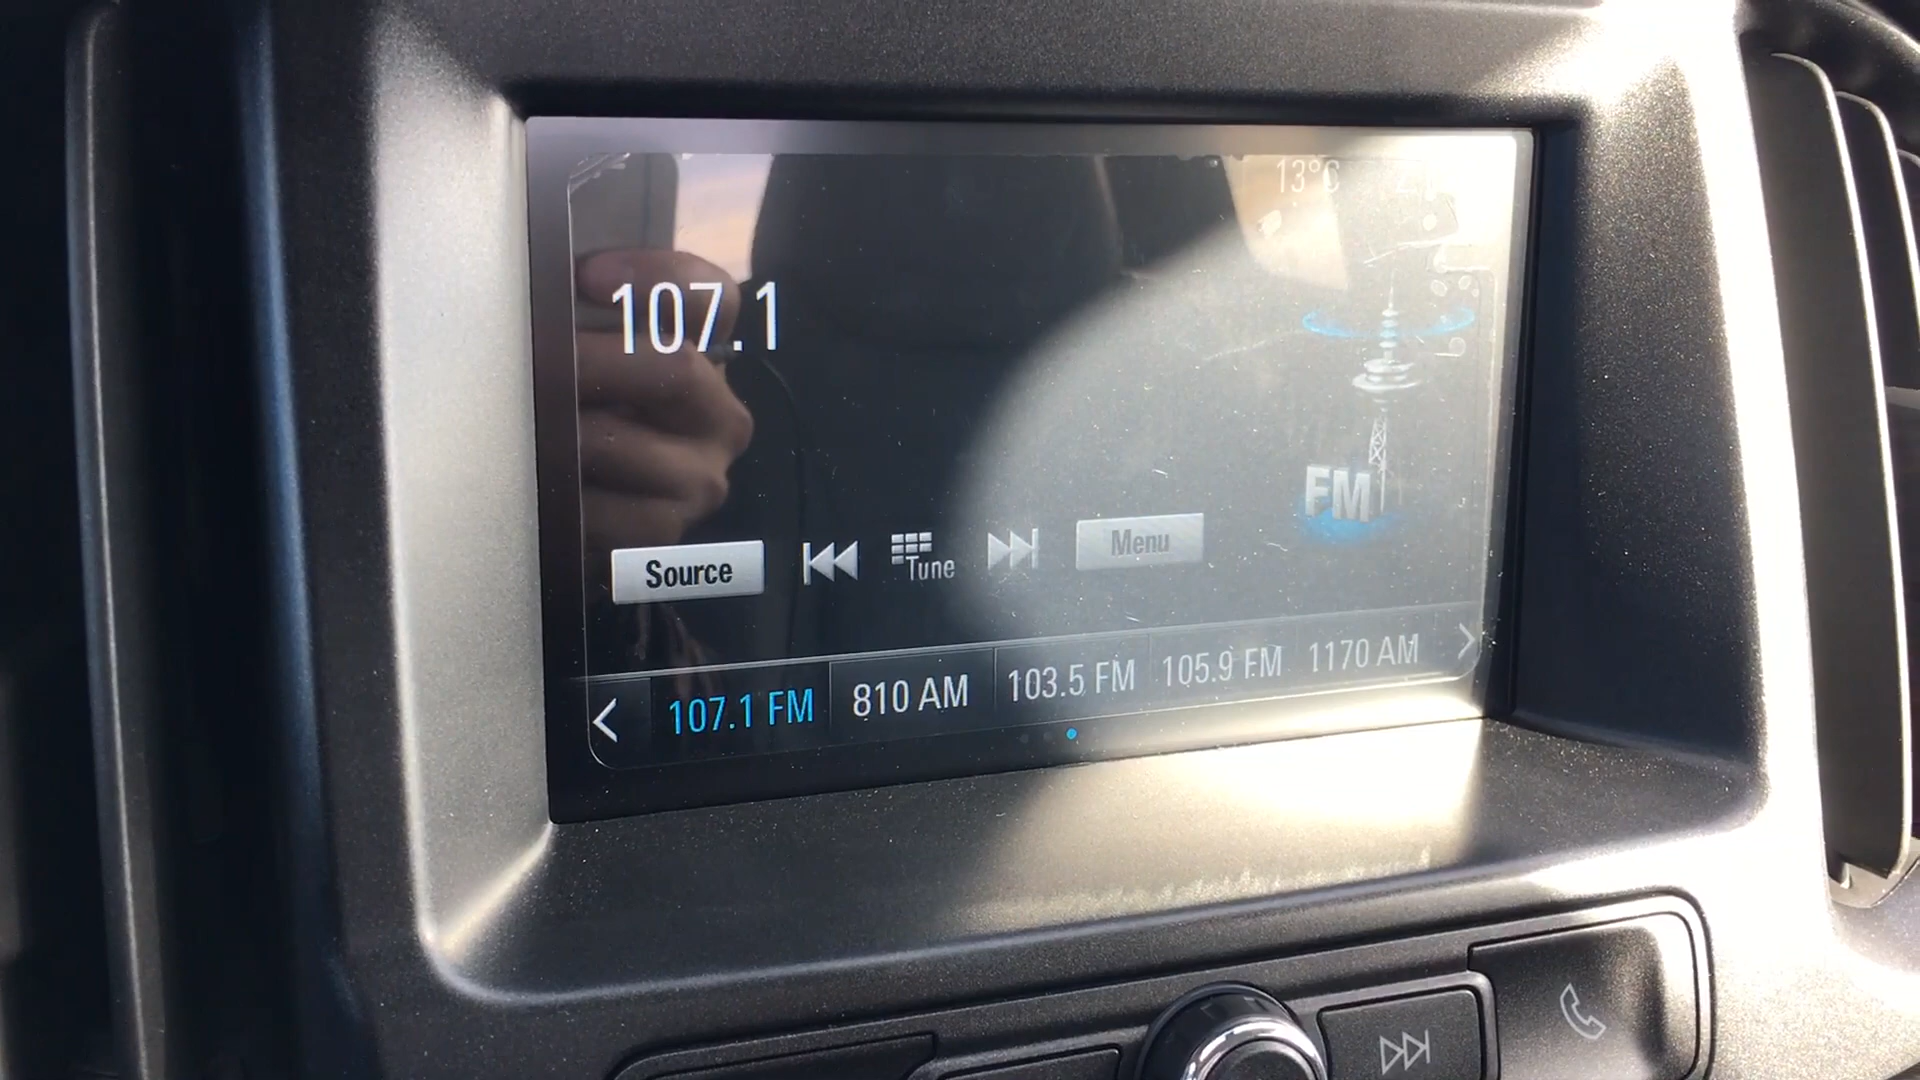 13°C
107.1
FM
Source
Tune
Menu
107.1 FM
810 AM
103.5 FM
105.9 FM
1170 AM